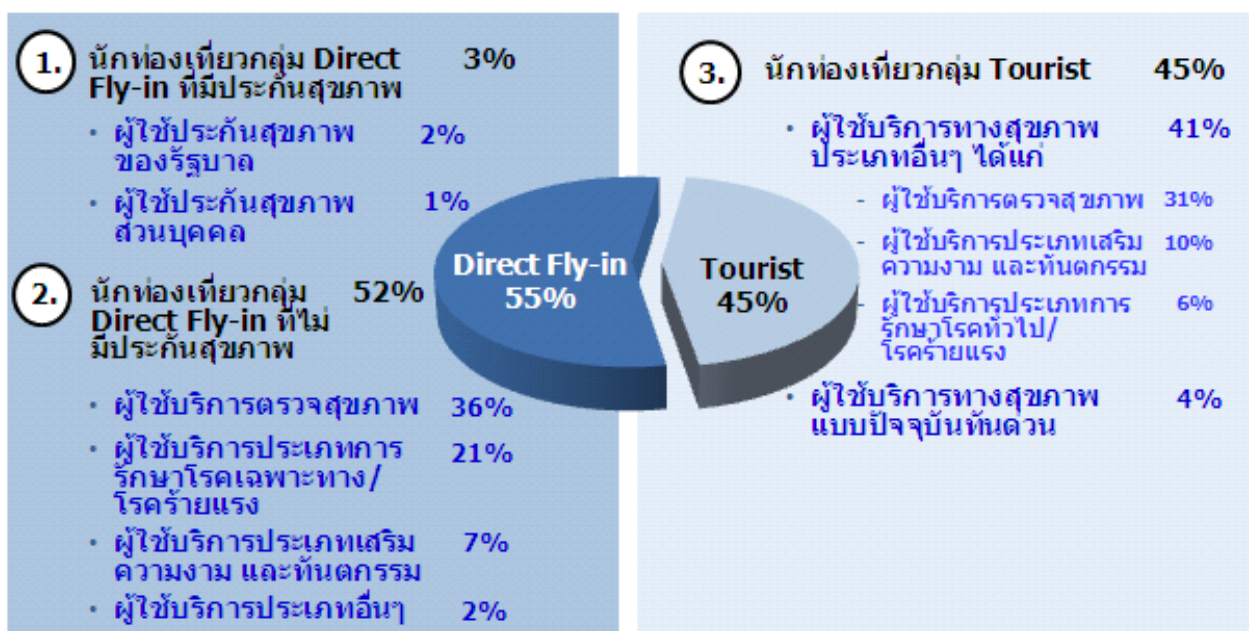 1. นักท่องเที่ยวกลุ่ม Direct 3%
Fly-in ที่มีประกันสุขภาพ
· ผู้ใช้ประกันสุขภาพ 2%
ของรัฐบาล
· ผู้ใช้ประกันสุขภาพ 1%
ส่วนบุคคล
2. นักท่องเที่ยวกลุ่ม 52%
Direct Fly-in ที่ไม่
มีประกันสุขภาพ
· ผู้ใช้บริการตรวจสุขภาพ 36%
· ผู้ใช้บริการประเภทการ 21%
รักษาโรคเฉพาะทาง/
โรคร้ายแรง
· ผู้ใช้บริการประเภทเสริม 7%
ความงาม และทันตกรรม
· ผู้ใช้บริการประเภทอื่นๆ 2%
Direct Fly-in
55%
Tourist
45%
3. นักท่องเที่ยวกลุ่ม Tourist 45%
· ผู้ใช้บริการทางสุขภาพ 41%
ประเภทอื่นๆ ได้แก่
- ผู้ใช้บริการตรวจสุขภาพ 31%
- ผู้ใช้บริการประเภทเสริม 10%
ความงาม และทันตกรรม
- ผู้ใช้บริการประเภทการ 6%
รักษาโรคทั่วไป/
โรคร้ายแรง
· ผู้ใช้บริการทางสุขภาพ 4%
แบบปัจจุบันทันด่วน